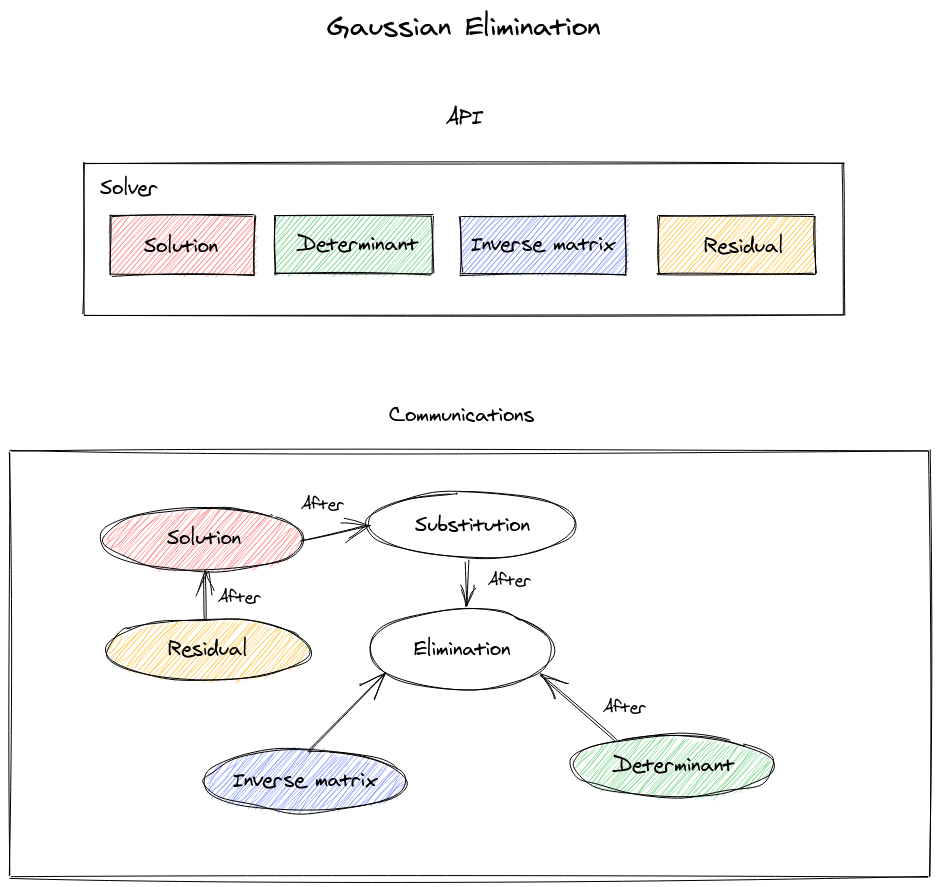 Gaussian Elimination
API
Solver
Solution
Determinant
Inverse matrix
Residual
Communications
After
Solution
Substitution
After
After
Residual
Elimination
After
Inverse matrix
Determinant